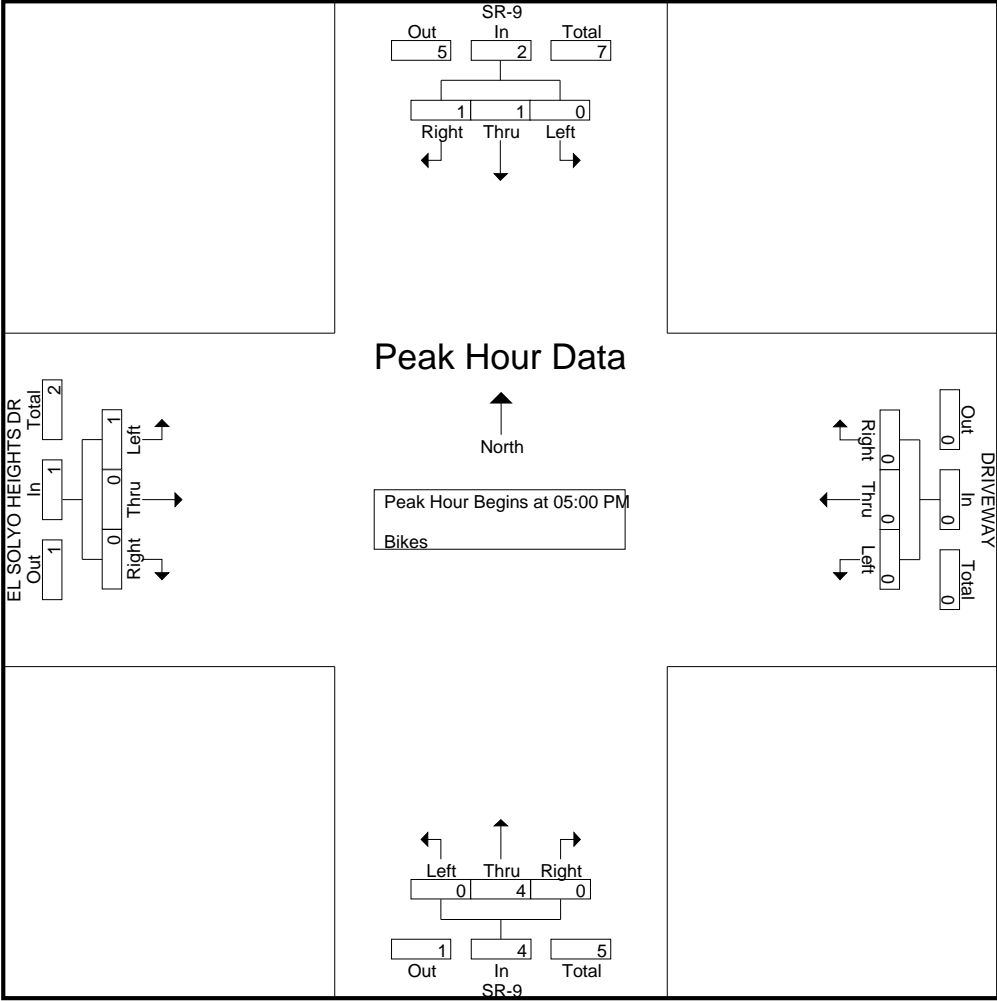 SR-9
Out In Total
5 2 7
1 1 0
Right Thru Left
Peak Hour Data
North
Peak Hour Begins at 05:00 PM
Bikes
EL SOLYO HEIGHTS DR
Out In Total
1 1 2
0 0 1
Right Thru Left
DRIVEWAY
Out In Total
0 0 0
0 0 0
Right Thru Left
Left Thru Right
0 4 0
1 4 5
Out In Total
SR-9